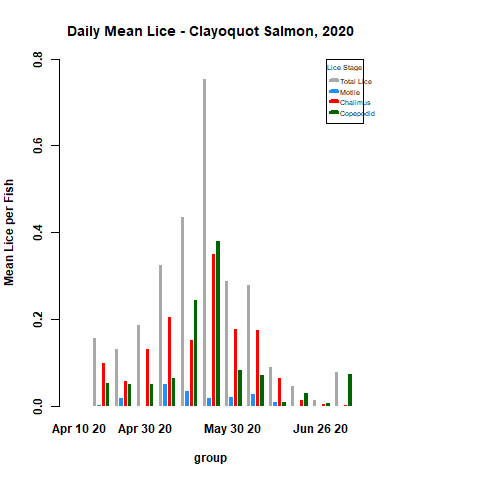 Daily Mean Lice - Clayoquot Salmon, 2020
Mean Lice per Fish
0.8
0.6
0.4
0.2
0.0
Lice Stage
Total Lice
Motile
Chalimus
Copepodid
Apr 10 20 Apr 30 20 May 30 20 Jun 26 20
group